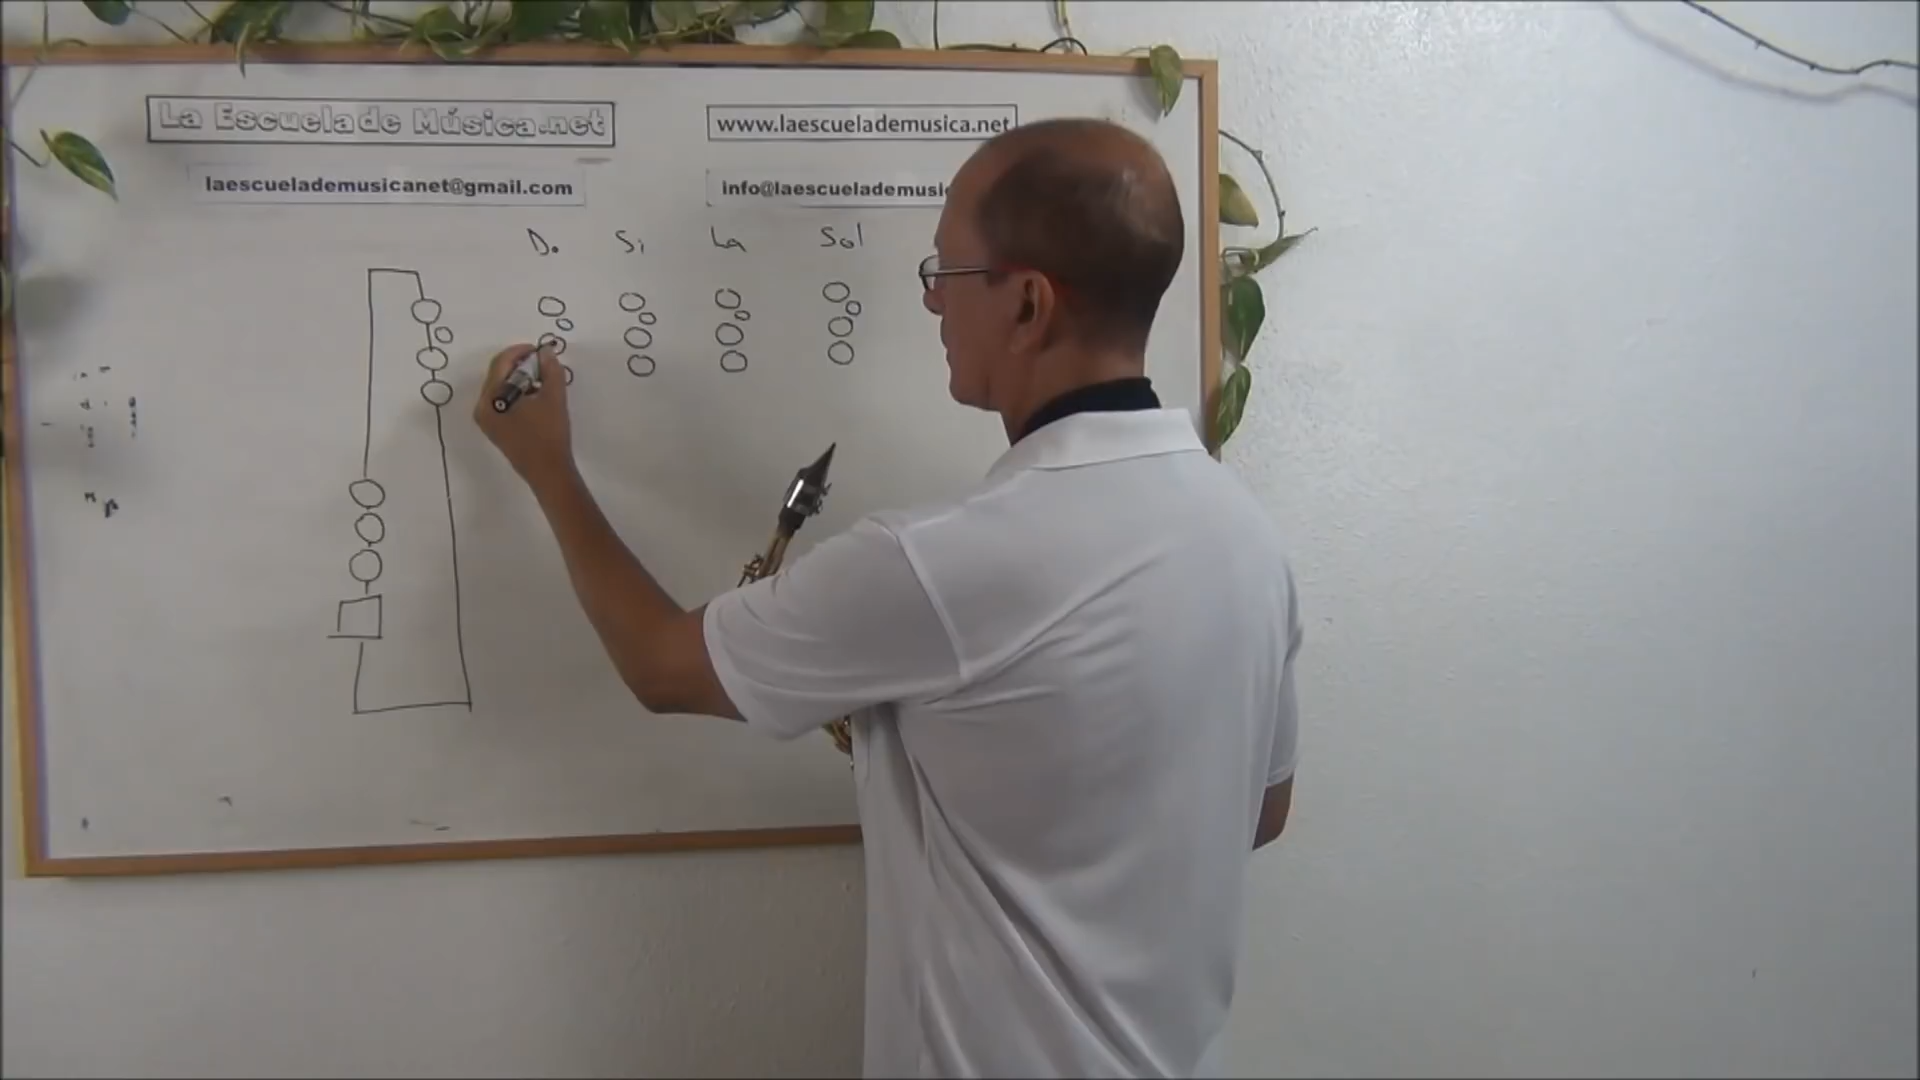 La Escuela de Música.net
www.laescuelademusica.net
laescuelademusicanet@gmail.com
info@laescuelademusic
Do Si La Sol